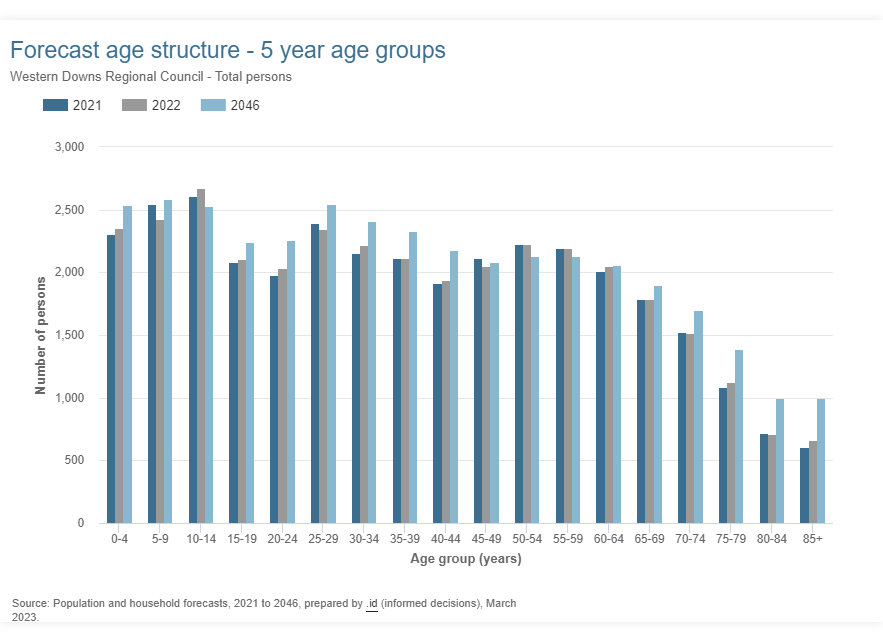 Forecast age structure - 5 year age groups
Western Downs Regional Council - Total persons
2021 2022 2046
3,000
2,500
2,000
1,500
1,000
500
0
Number of persons
0-4 5-9 10-14 15-19 20-24 25-29 30-34 35-39 40-44 45-49 50-54 55-59 60-64 65-69 70-74 75-79 80-84 85+
Age group (years)
Source: Population and household forecasts, 2021 to 2046, prepared by .id (informed decisions), March
2023.